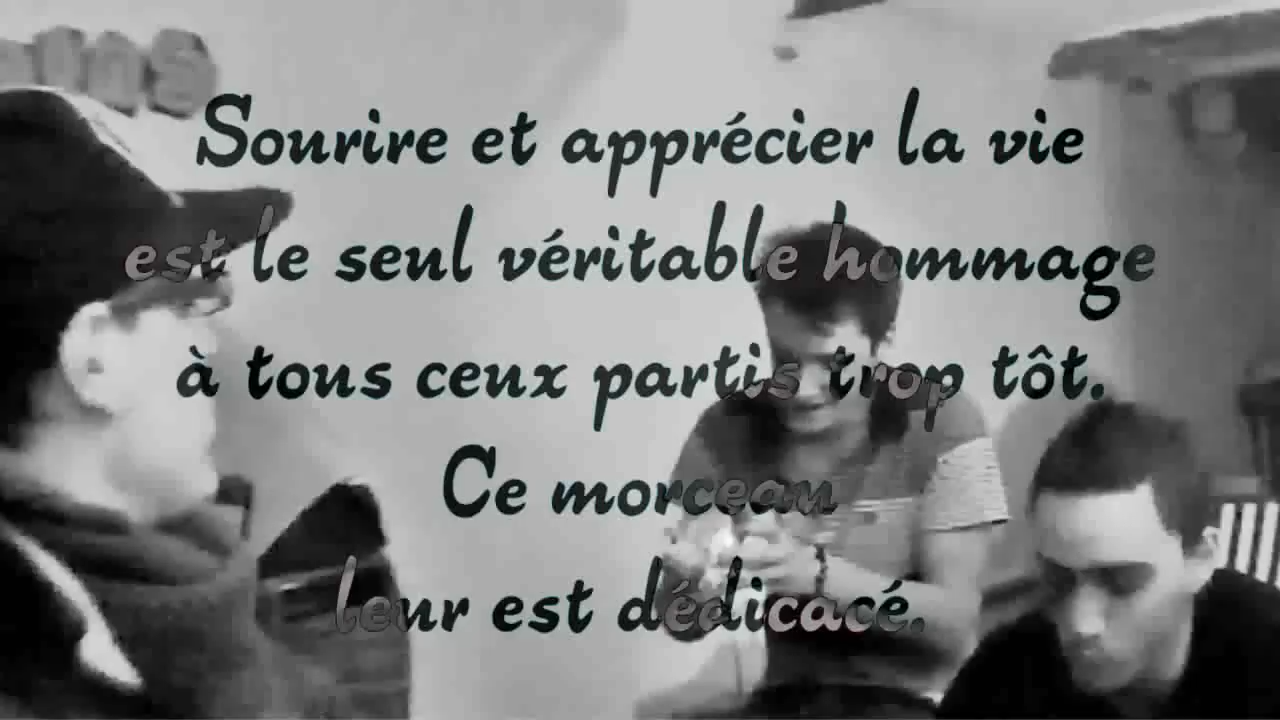 Sourire et apprécier la vie
est le seul véritable hommage
à tous ceux partis trop tôt.
Ce morceau
leur est dédicacé.